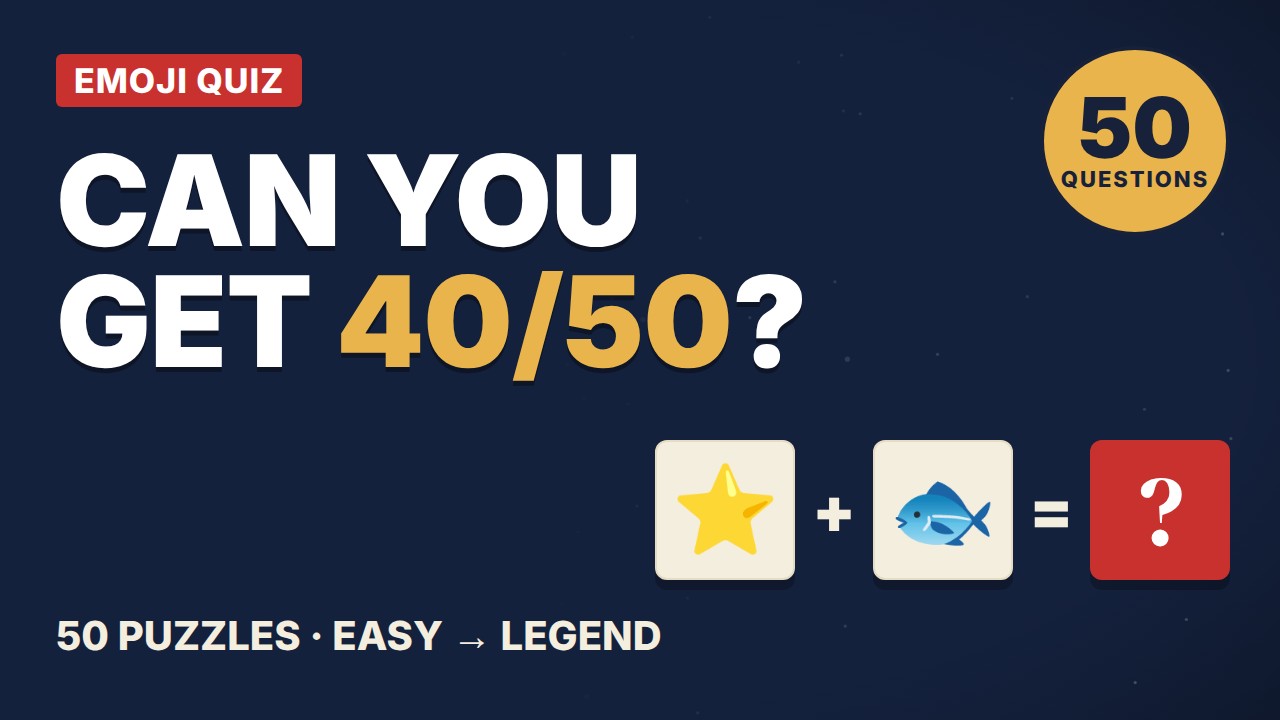 EMOJI QUIZ
50
QUESTIONS
CAN YOU
GET 40/50?
+ = ?
50 PUZZLES · EASY → LEGEND